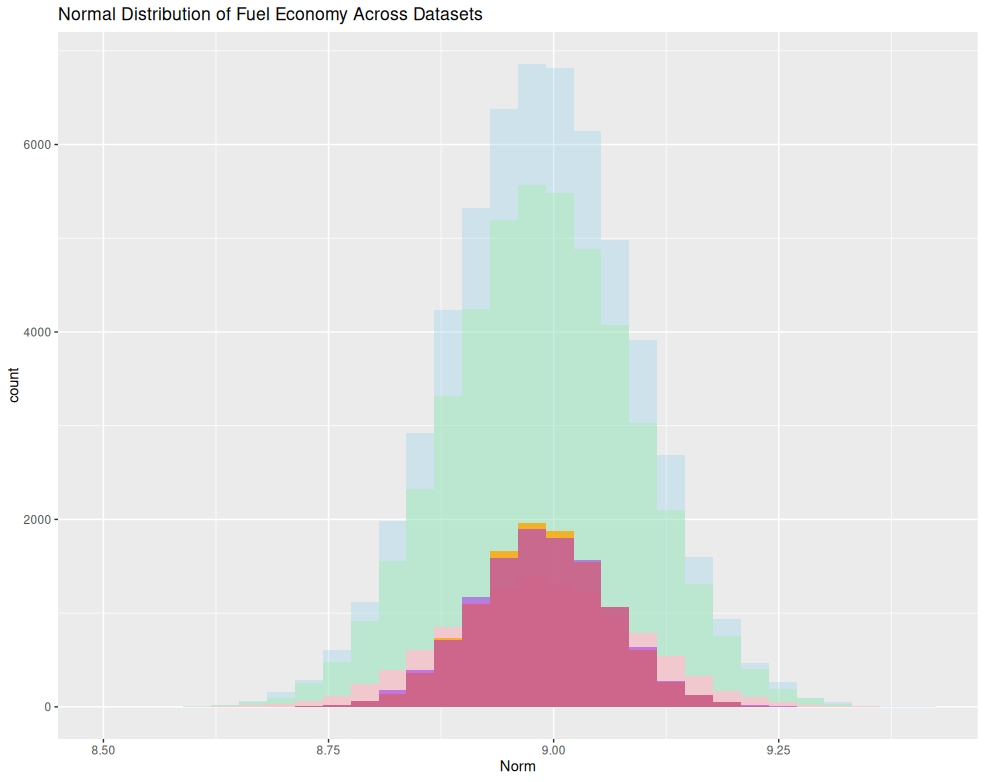 Normal Distribution of Fuel Economy Across Datasets
count
6000
4000
2000
0
8.50 8.75 9.00 9.25
Norm